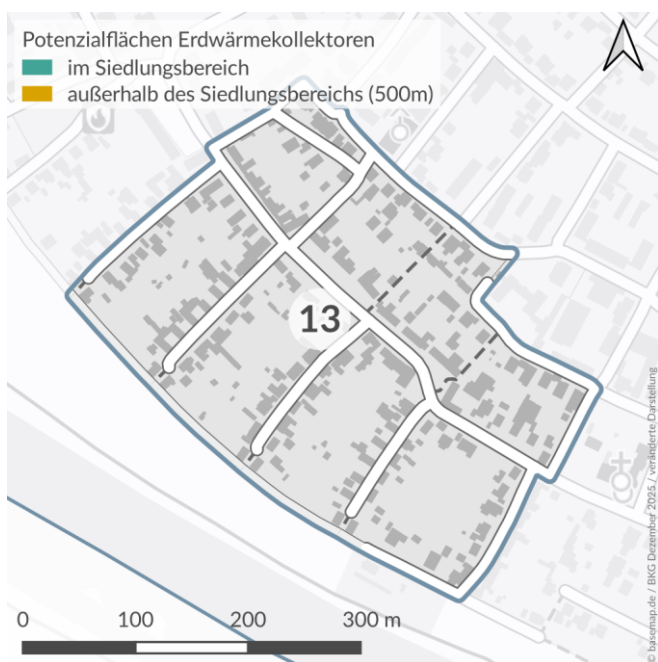 Potenzialflächen Erdwärmekollektoren
im Siedlungsbereich
außerhalb des Siedlungsbereichs (500m)
13
0 100 200 300 m
© basemap.de / BKG Dezember 2025 / veränderte Darstellung